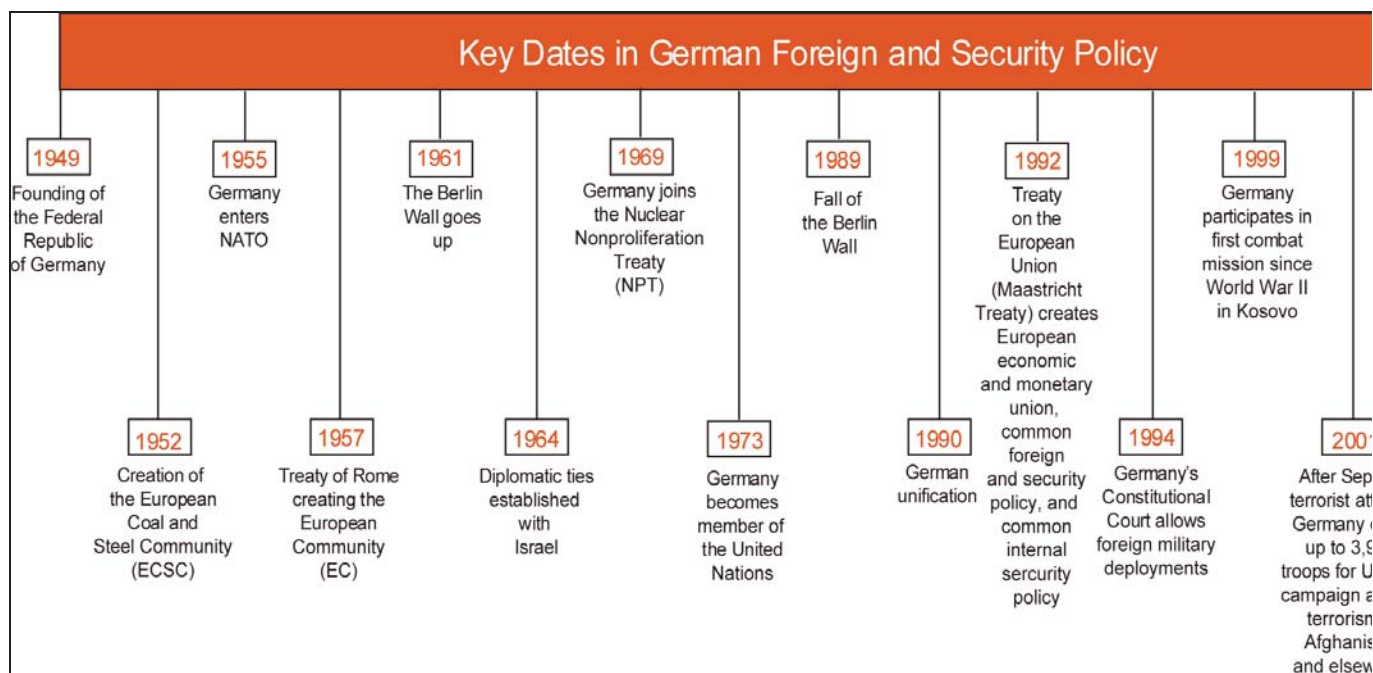 Key Dates in German Foreign and Security Policy
1949
Founding of
the Federal
Republic
of Germany
1952
Creation of
the European
Coal and
Steel Community
(ECSC)
1955
Germany
enters
NATO
1957
Treaty of Rome
creating the
European
Community
(EC)
1961
The Berlin
Wall goes
up
1964
Diplomatic ties
established
with
Israel
1969
Germany joins
the Nuclear
Nonproliferation
Treaty
(NPT)
1973
Germany
becomes
member of
the United
Nations
1989
Fall of
the Berlin
Wall
1990
German
unification
1992
Treaty
on the
European
Union
(Maastricht
Treaty) creates
European
economic
and monetary
union,
common
foreign
and security
policy, and
common
internal
sercurity
policy
1994
Germany's
Constitutional
Court allows
foreign military
deployments
1999
Germany
participates in
first combat
mission since
World War II
in Kosovo
2001
After
terrorist
Germany
up to
troops for
campaign
and